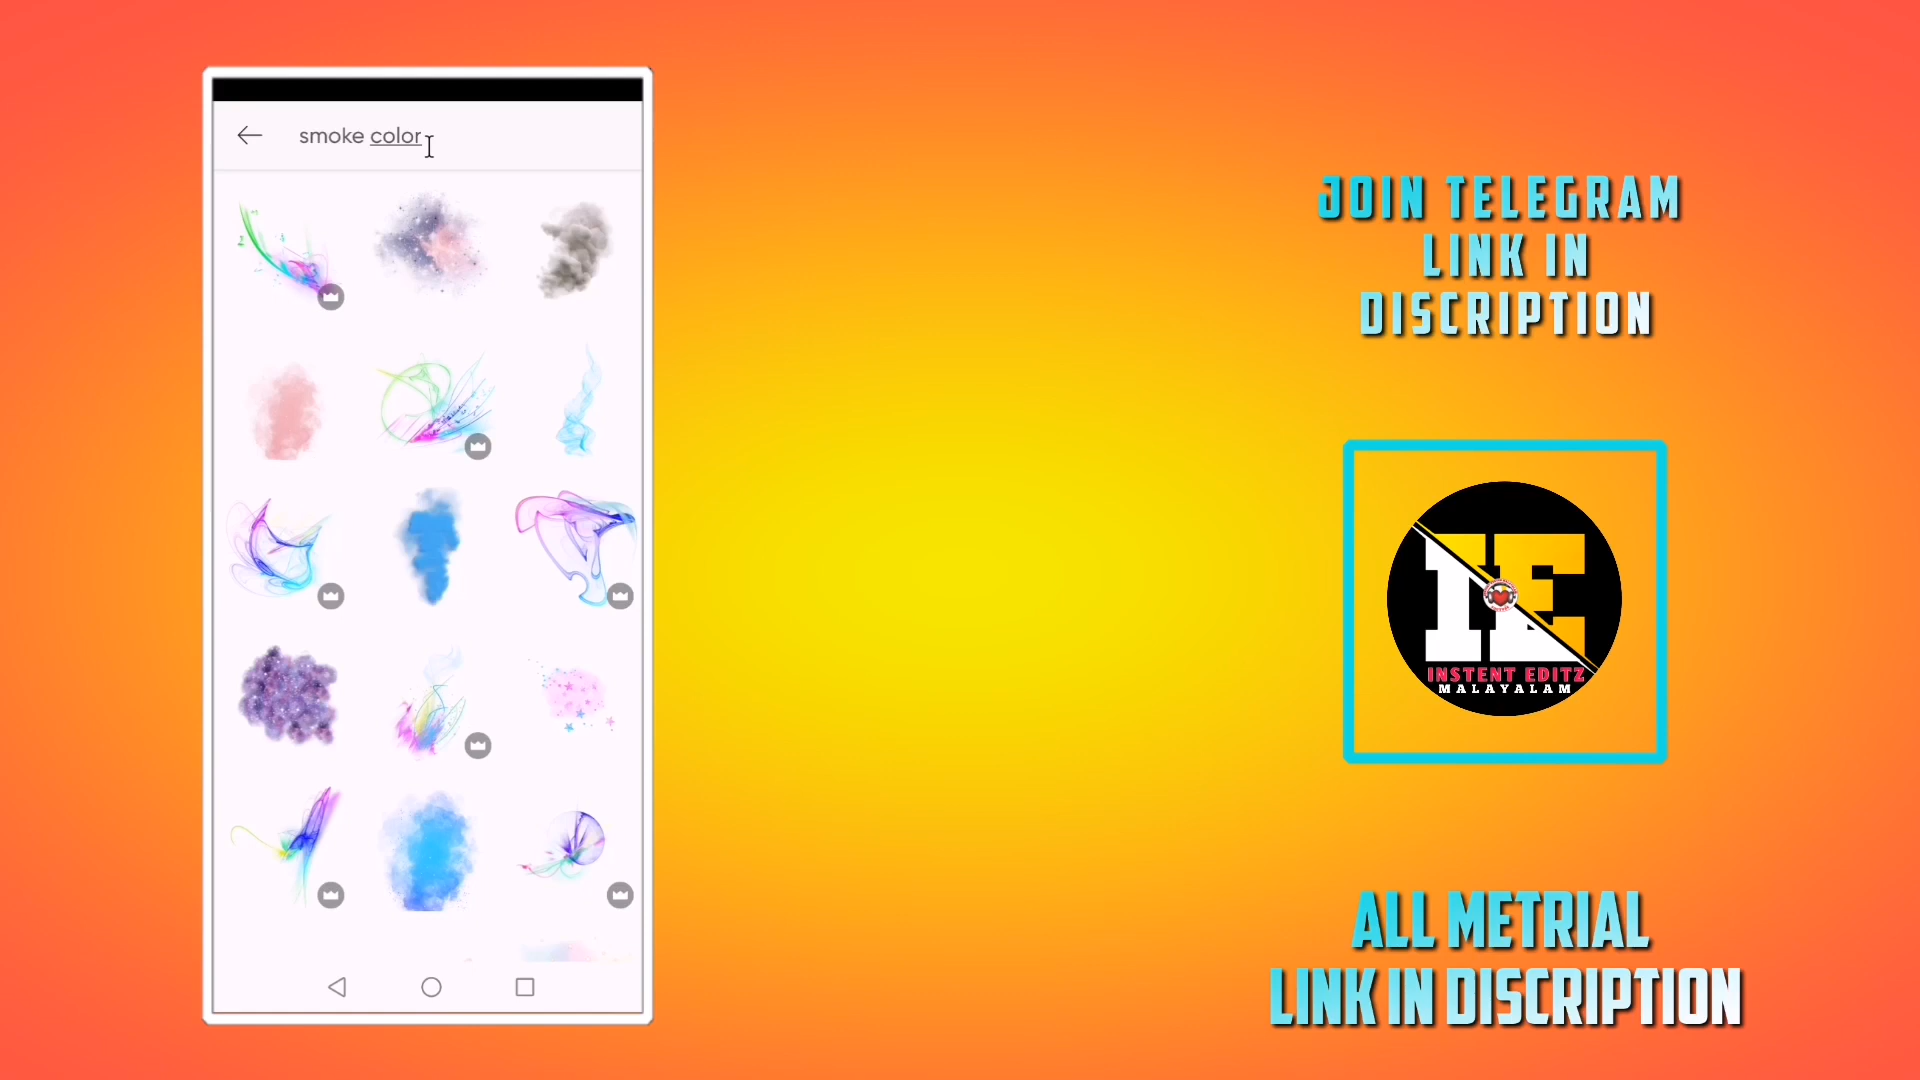 smoke color
JOIN TELEGRAM
LINK IN
DISCRIPTION
IE
INSTENT EDITZ
MALAYALAM
ALL METRIAL
LINK IN DISCRIPTION